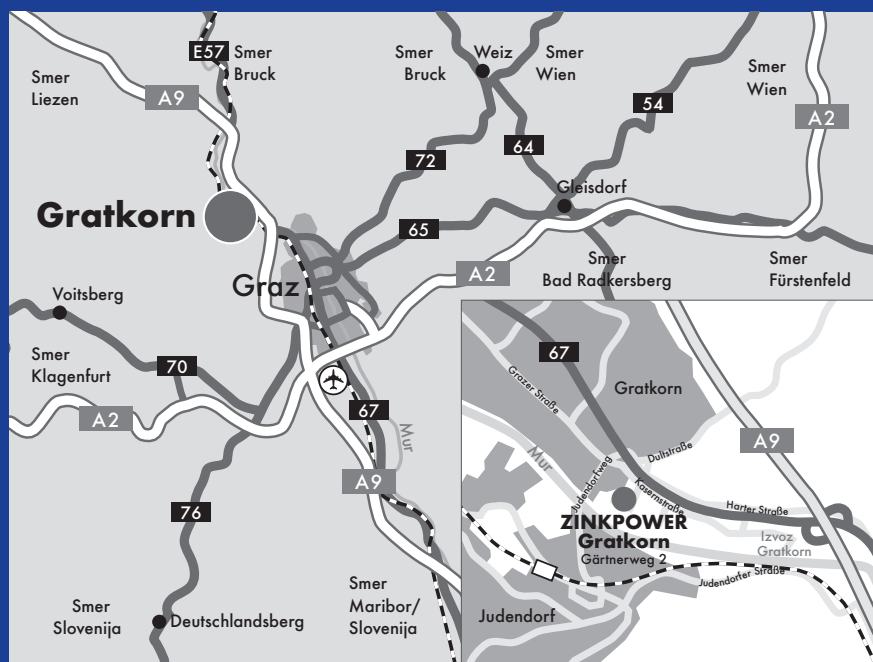 E57
Smer
Bruck
Smer
Liezen
A9
Smer
Bruck
Weiz
Smer
Wien
54
Smer
Wien
A2
72
64
Gleisdorf
Gratkorn
65
Graz
A2
Smer
Bad Radkersberg
Smer
Fürstenfeld
Voitsberg
Smer
Klagenfurt
70
A2
67
Mur
A9
76
Smer
Slovenija
Deutschlandsberg
Smer
Maribor/
Slovenija
67
Gratkorn
Grazer Straße
Mur
Dultstraße
A9
Judendorfweg
Kasernstraße
Harter Straße
ZINKPOWER
Gratkorn
Gärtnerweg 2
Izvoz
Gratkorn
Judendorfer Straße
Judendorf